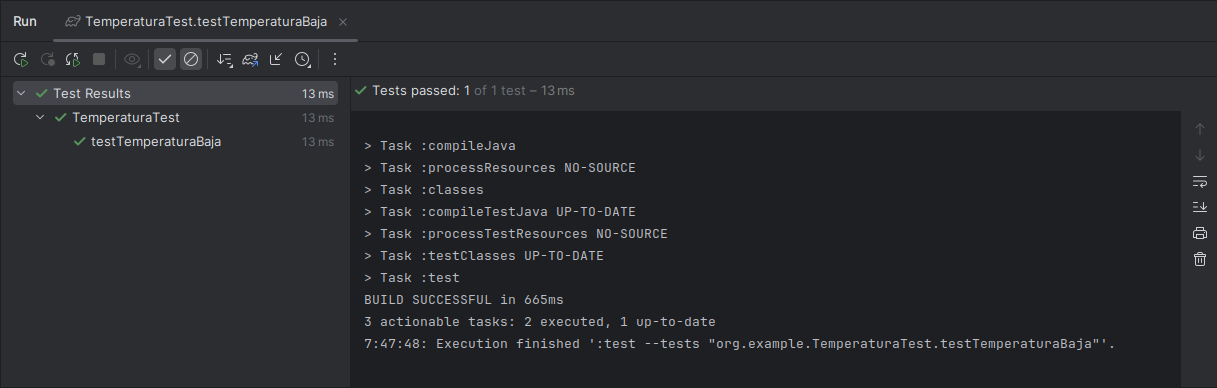 Run
TemperaturaTest.testTemperaturaBaja
Test Results 13 ms
TemperaturaTest 13 ms
testTemperaturaBaja 13 ms
Tests passed: 1 of 1 test – 13 ms
> Task :compileJava
> Task :processResources NO-SOURCE
> Task :classes
> Task :compileTestJava UP-TO-DATE
> Task :processTestResources NO-SOURCE
> Task :testClasses UP-TO-DATE
> Task :test
BUILD SUCCESSFUL in 665ms
3 actionable tasks: 2 executed, 1 up-to-date
7:47:48: Execution finished ':test --tests "org.example.TemperaturaTest.testTemperaturaBaja"'.